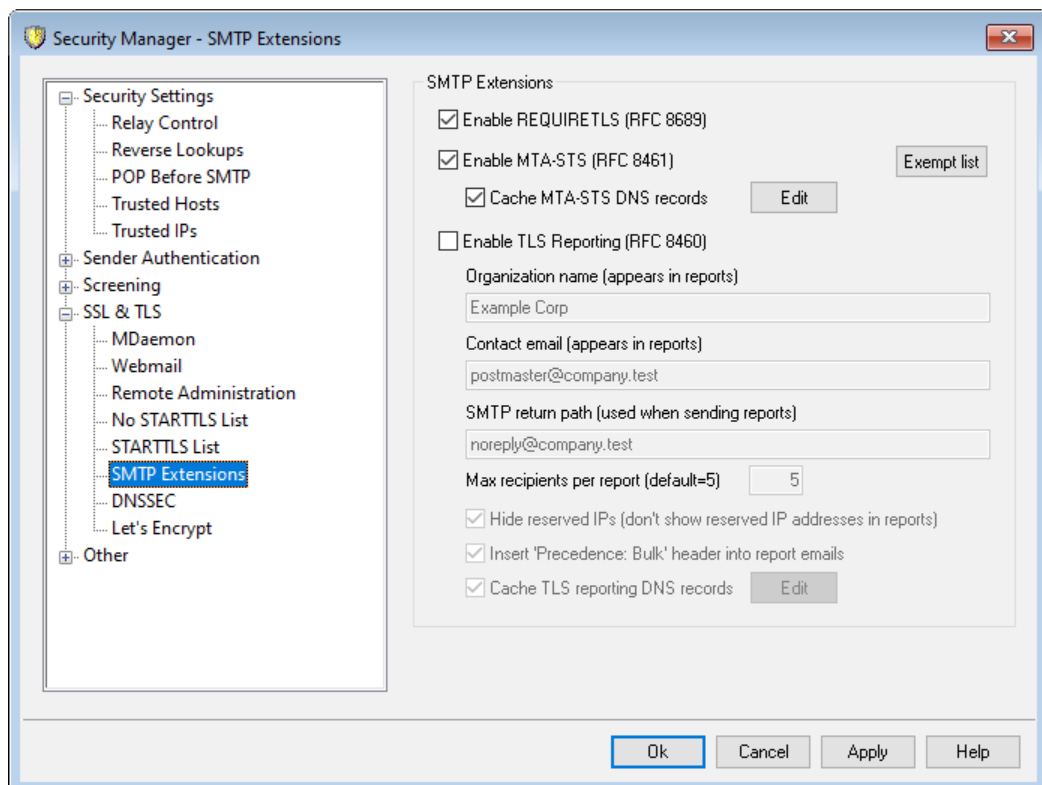 Security Manager - SMTP Extensions
Security Settings
Relay Control
Reverse Lookups
POP Before SMTP
Trusted Hosts
Trusted IPs
Sender Authentication
Screening
SSL & TLS
MDaemon
Webmail
Remote Administration
No STARTTLS List
STARTTLS List
SMTP Extensions
DNSSEC
Let's Encrypt
Other
SMTP Extensions
Enable REQUIRETLS (RFC 8689)
Enable MTA-STS (RFC 8461)
Exempt list
Cache MTA-STS DNS records
Edit
Enable TLS Reporting (RFC 8460)
Organization name (appears in reports)
Example Corp
Contact email (appears in reports)
postmaster@company.test
SMTP return path (used when sending reports)
noreply@company.test
Max recipients per report (default=5)
5
Hide reserved IPs (don't show reserved IP addresses in reports)
Insert 'Precedence: Bulk' header into report emails
Cache TLS reporting DNS records
Edit
Ok
Cancel
Apply
Help